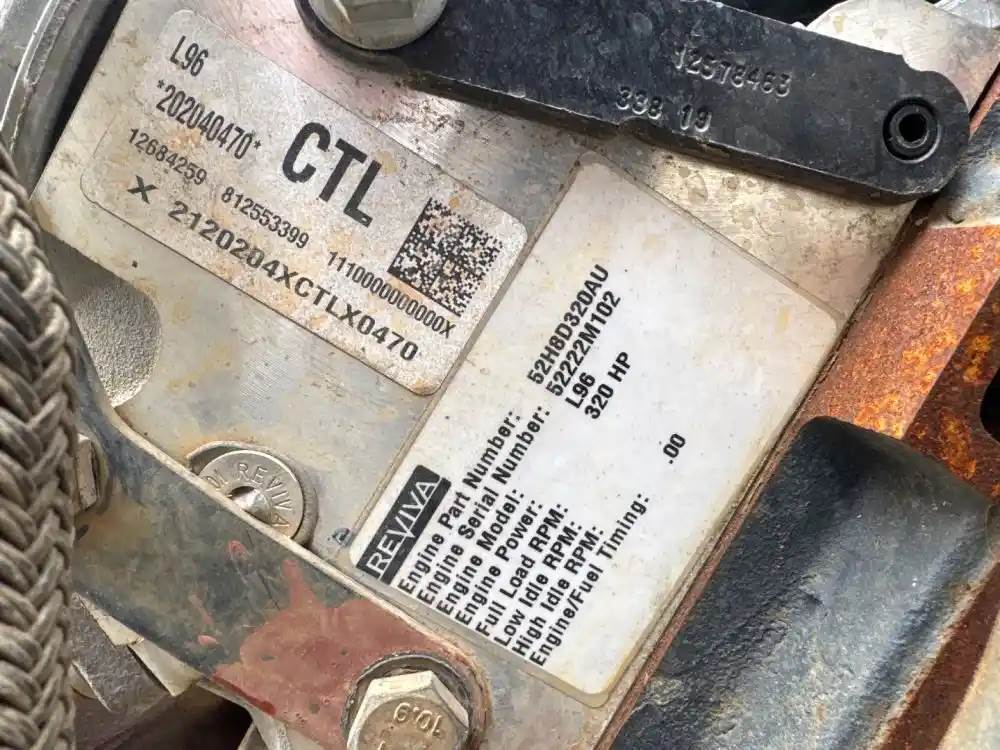 L96
*202040470*
CTL
12684259 812553399 11100000000000X
X 2120204XCTLX0470
12578463
338 19
REVIVA
Engine Part Number: 52H8D320AU
Engine Serial Number: 52222M102
Engine Model: L96
Engine Power: 320 HP
Full Load RPM:
Low Idle RPM:
High Idle RPM:
Engine/Fuel Timing: .00
REVIVA
10.9